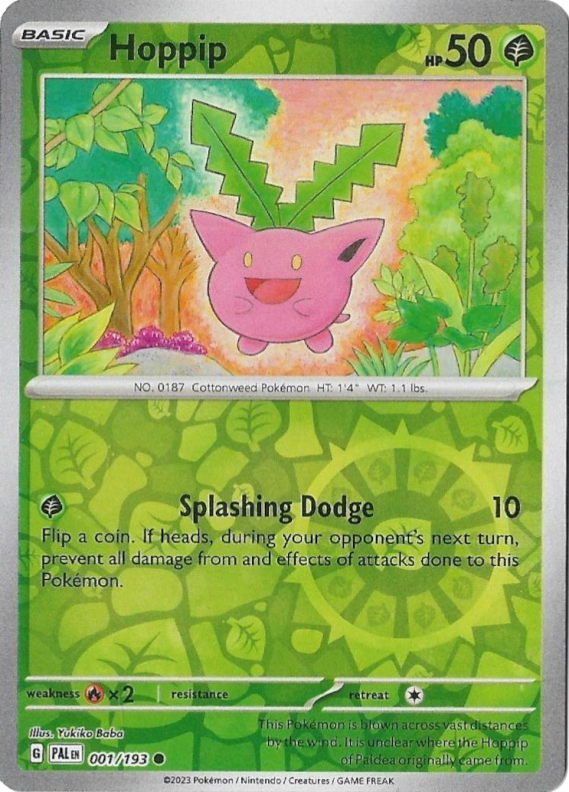 BASIC
Hoppip
HP 50
NO. 0187 Cottonweed Pokémon HT: 1'4" WT: 1.1 lbs.
Splashing Dodge 10
Flip a coin. If heads, during your opponent's next turn,
prevent all damage from and effects of attacks done to this
Pokémon.
weakness ×2 resistance retreat
Illus. Yukiko Baba
This Pokémon is blown across vast distances
by the wind. It is unclear where the Hoppip
of Paldea originally came from.
G PAL EN 001/193
©2023 Pokémon / Nintendo / Creatures / GAME FREAK